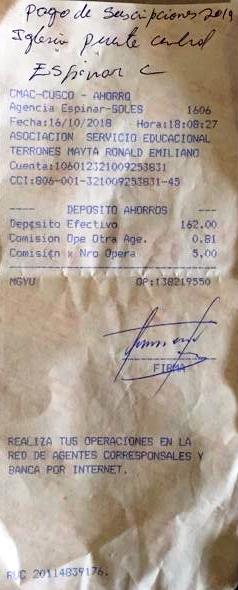 pago de suscripciones 2019
Iglesia puente central
Espinar C
CMAC-CUSCO - AHORRO
Agencia Espinar-SOLES 1606
Fecha:16/10/2018 Hora:18:08:27
ASOCIACION SERVICIO EDUCACIONAL
TERRONES MAYTA RONALD EMILIANO
Cuenta:106012321009253831
CCI:806-001-321009253831-45
--- DEPOSITO AHORROS ---
Deposito Efectivo 162.00
Comision Ope Otra Age. 0.81
Comision x Nro Opera 5.00
MGYU OP:138219550
FIRMA
REALIZA TUS OPERACIONES EN LA
RED DE AGENTES CORRESPONSALES Y
BANCA POR INTERNET.
RUC 20114839176.